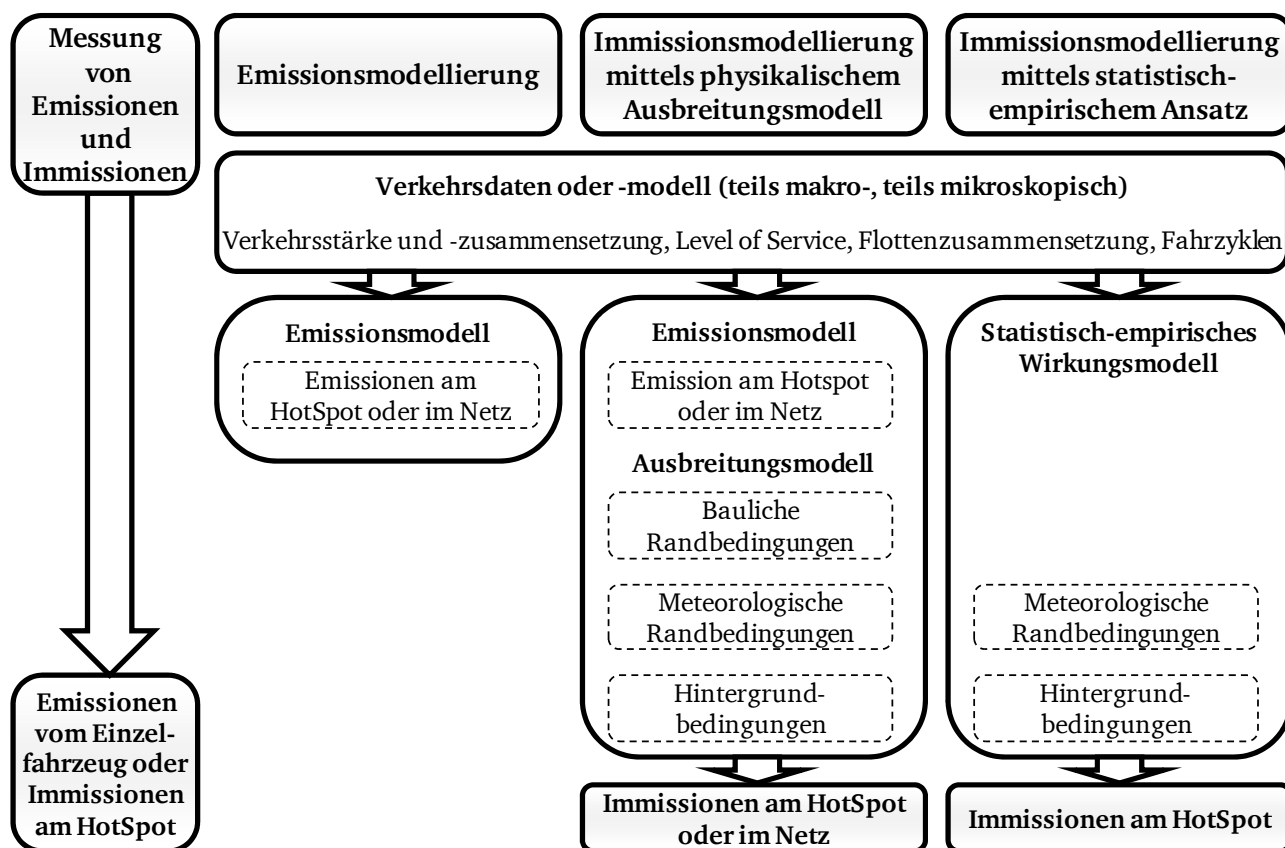 Messung
von
Emissionen
und
Immissionen
Emissionsmodellierung
Immissionsmodellierung
mittels physikalischem
Ausbreitungsmodell
Immissionsmodellierung
mittels statistisch-
empirischem Ansatz
Verkehrsdaten oder -modell (teils makro-, teils mikroskopisch)
Verkehrsstärke und -zusammensetzung, Level of Service, Flottenzusammensetzung, Fahrzyklen
Emissionsmodell
Emissionen am
HotSpot oder im Netz
Emissionsmodell
Emission am Hotspot
oder im Netz
Ausbreitungsmodell
Bauliche
Randbedingungen
Meteorologische
Randbedingungen
Hintergrund-
bedingungen
Statistisch-empirisches
Wirkungsmodell
Meteorologische
Randbedingungen
Hintergrund-
bedingungen
Emissionen
vom Einzel-
fahrzeug oder
Immissionen
am HotSpot
Immissionen am HotSpot
oder im Netz
Immissionen am HotSpot